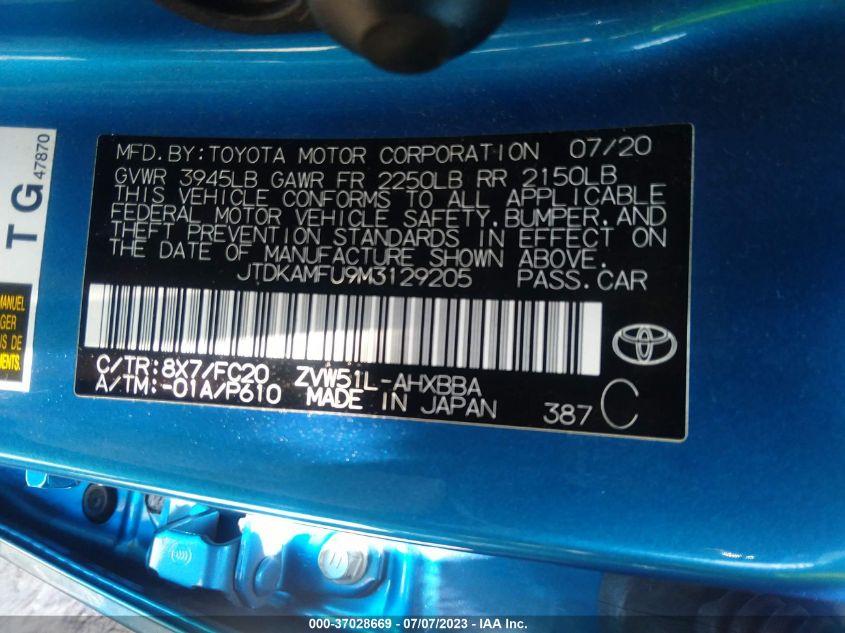 MFD.BY:TOYOTA MOTOR CORPORATION 07/20
GVWR 3945LB GAWR FR 2250LB RR 2150LB
THIS VEHICLE CONFORMS TO ALL APPLICABLE
FEDERAL MOTOR VEHICLE SAFETY,BUMPER,AND
THEFT PREVENTION STANDARDS IN EFFECT ON
THE DATE OF MANUFACTURE SHOWN ABOVE.
JTDKAMFU9M3129205 PASS.CAR
C/TR:8X7/FC20 ZVW51L-AHXBBA
A/TM:-01A/P610 MADE IN JAPAN 387 C
TG 47870
MANUEL
DE
000-37028669 - 07/07/2023 - IAA Inc.